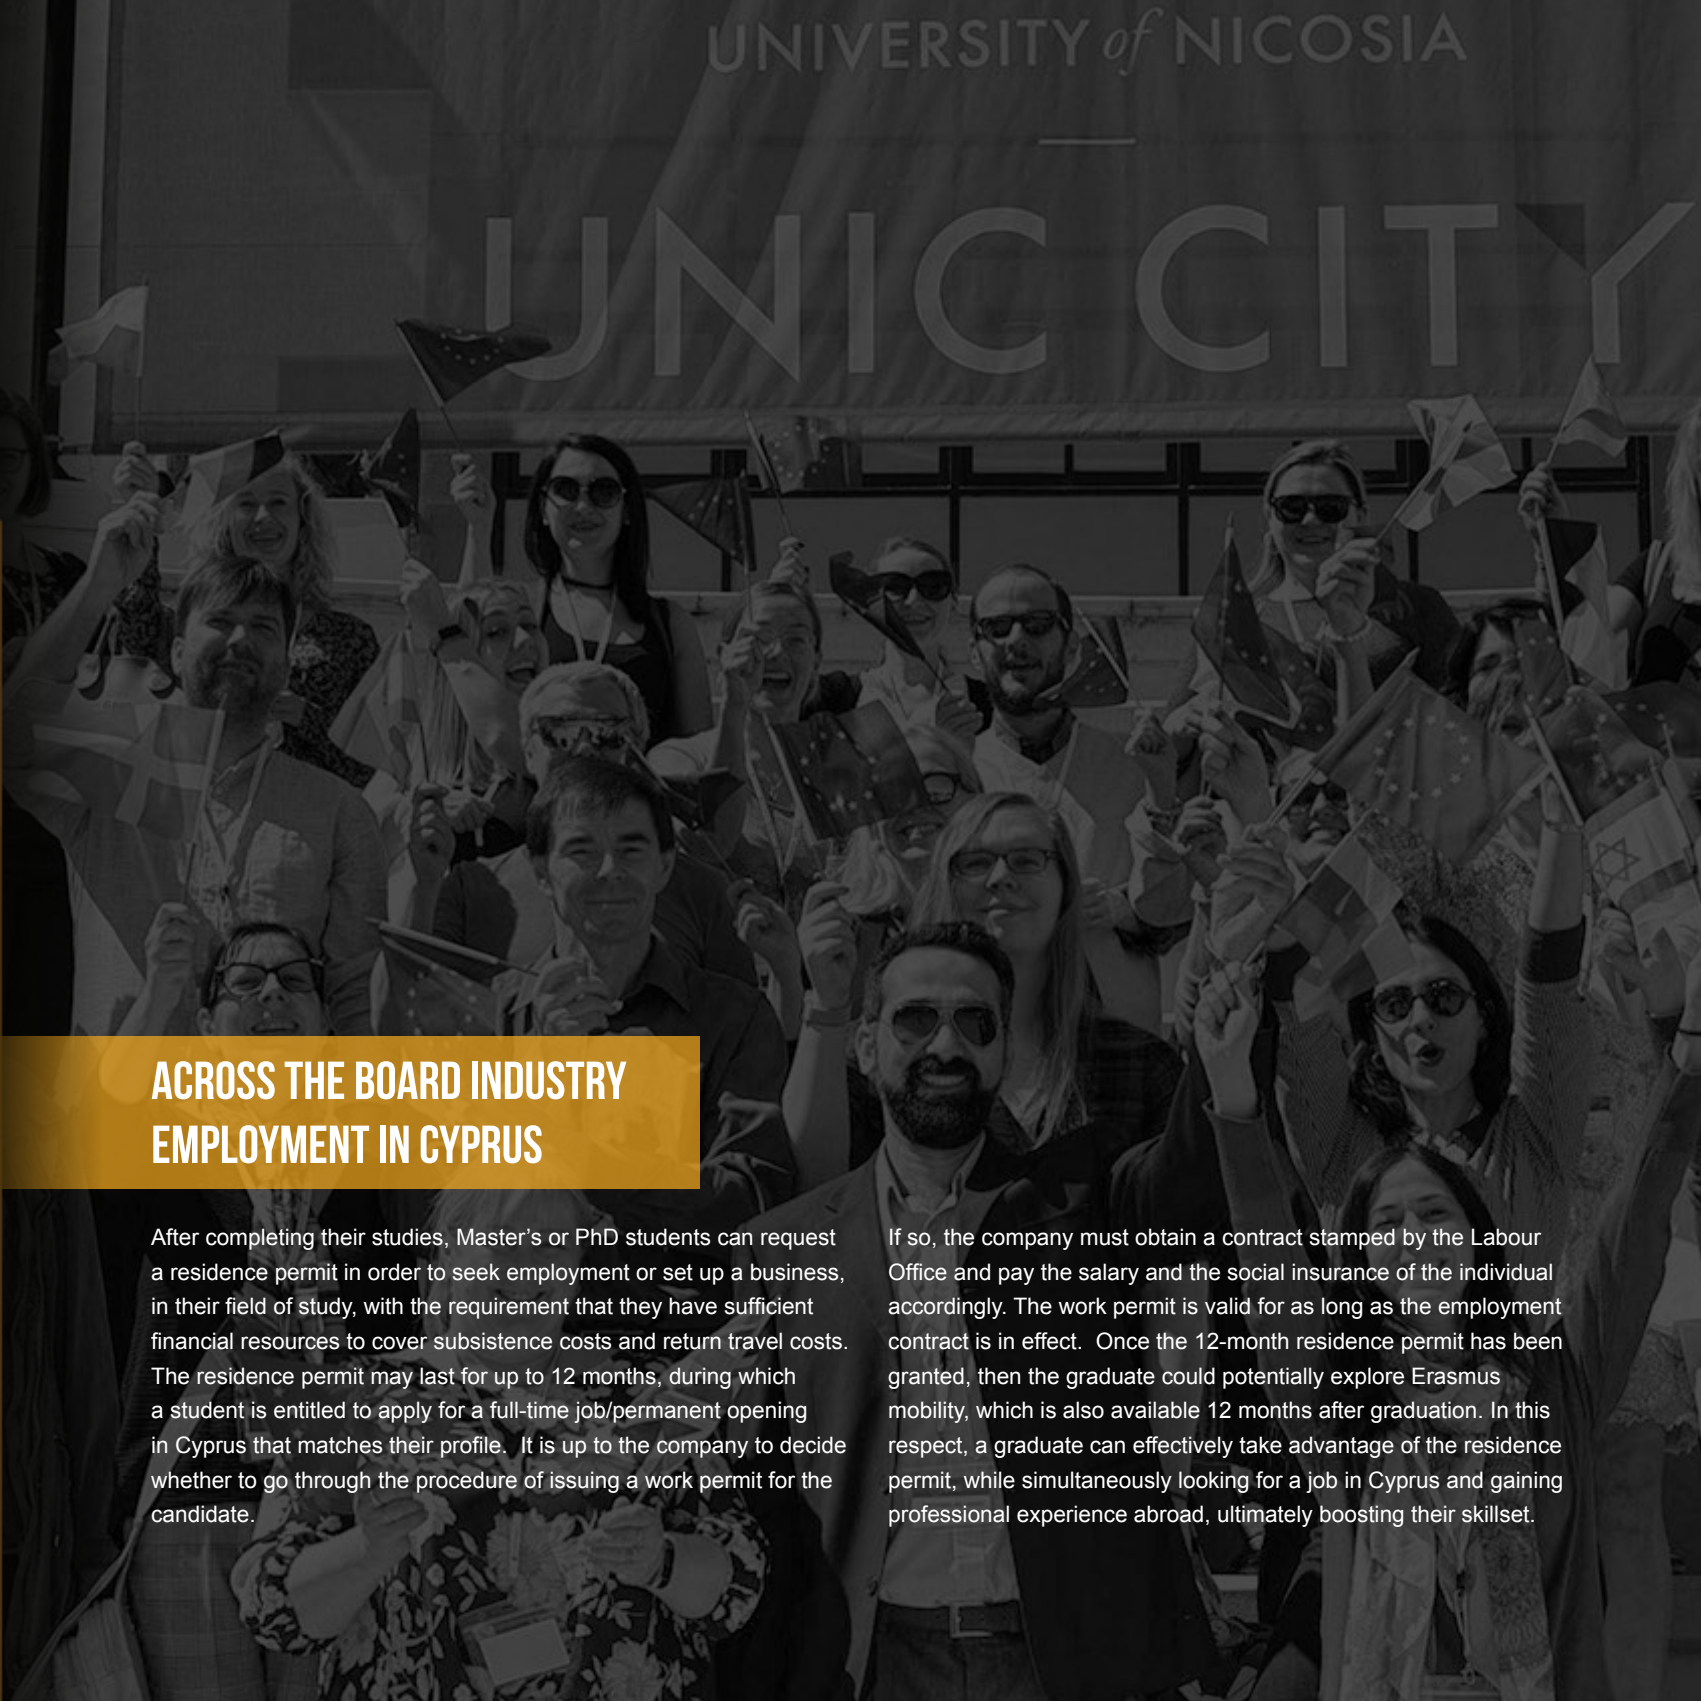 UNIVERSITY of NICOSIA
UNIC CITY
ACROSS THE BOARD INDUSTRY
EMPLOYMENT IN CYPRUS
After completing their studies, Master’s or PhD students can request
a residence permit in order to seek employment or set up a business,
in their field of study, with the requirement that they have sufficient
financial resources to cover subsistence costs and return travel costs.
The residence permit may last for up to 12 months, during which
a student is entitled to apply for a full-time job/permanent opening
in Cyprus that matches their profile.  It is up to the company to decide
whether to go through the procedure of issuing a work permit for the
candidate.
If so, the company must obtain a contract stamped by the Labour
Office and pay the salary and the social insurance of the individual
accordingly. The work permit is valid for as long as the employment
contract is in effect.  Once the 12-month residence permit has been
granted, then the graduate could potentially explore Erasmus
mobility, which is also available 12 months after graduation. In this
respect, a graduate can effectively take advantage of the residence
permit, while simultaneously looking for a job in Cyprus and gaining
professional experience abroad, ultimately boosting their skillset.